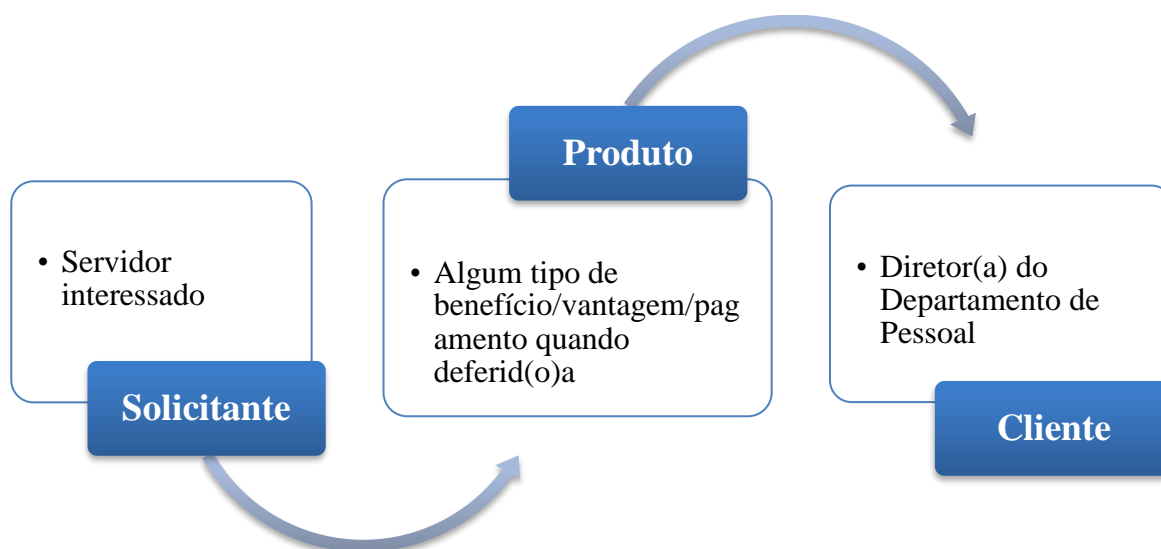 • Servidor
interessado
Solicitante
Produto
• Algum tipo de
benefício/vantagem/pag
amento quando
deferid(o)a
• Diretor(a) do
Departamento de
Pessoal
Cliente